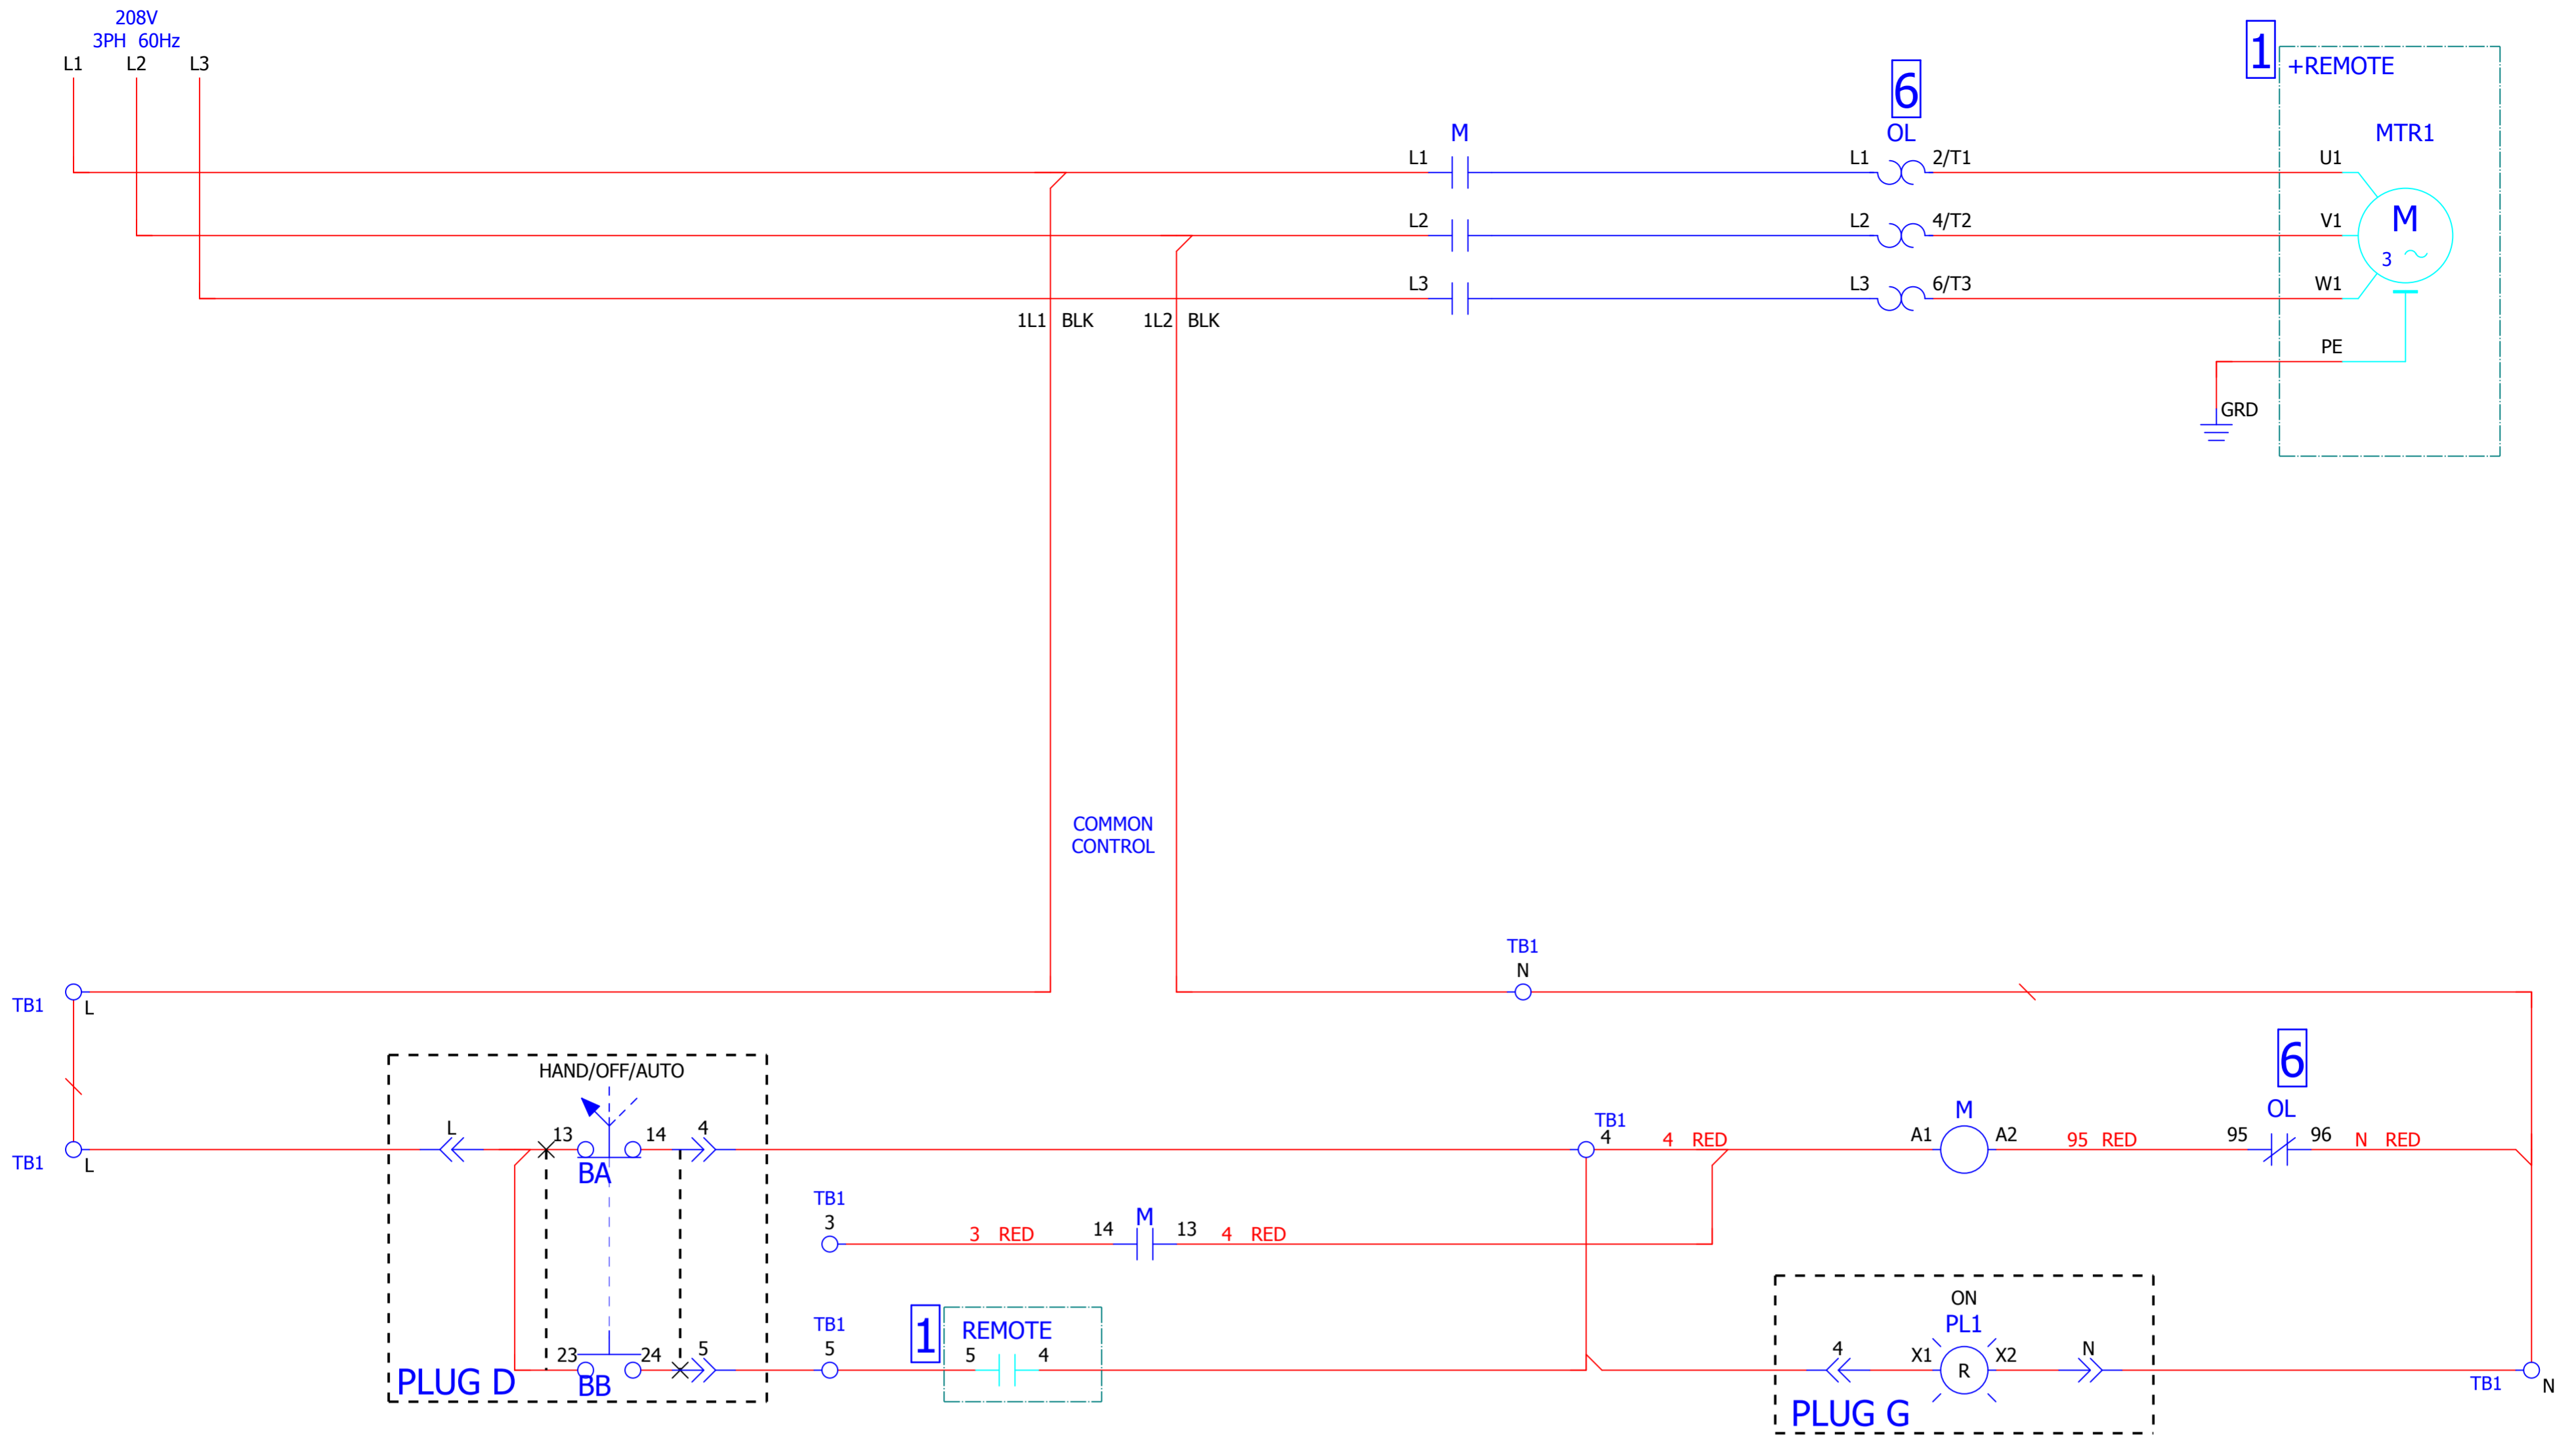 208V
3PH 60Hz
L1 L2 L3
1
+REMOTE
6
OL
M
MTR1
L1 L1 2/T1 U1
L2 L2 4/T2 V1
M
3
L3 L3 6/T3 W1
1L1 BLK 1L2 BLK
PE
GRD
COMMON
CONTROL
TB1
N
TB1 L
6
HAND/OFF/AUTO
OL
M
TB1
4
L 13 14 4
4 RED A1 A2 95 RED 95 96 N RED
TB1 L
BA
TB1
3
M
3 RED 14 13 4 RED
ON
PL1
TB1
5
1
REMOTE
5 4
23 24 5
BB
PLUG D
4 X1 R X2 N
TB1 N
PLUG G